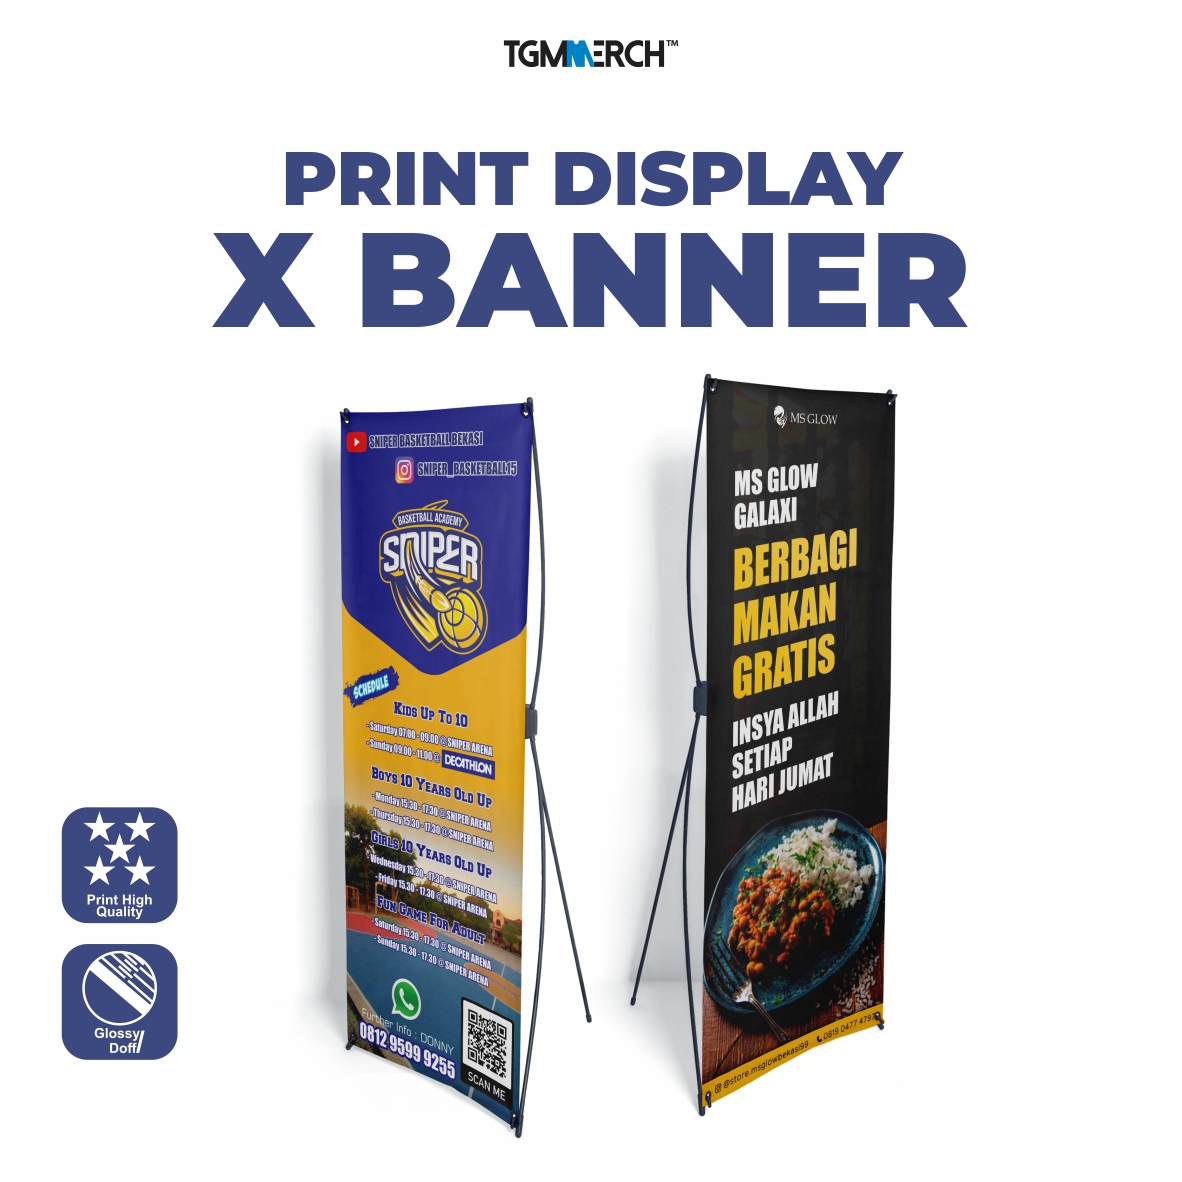 TGMMERCH™
PRINT DISPLAY
X BANNER
SNIPER BASKETBALL BEKASI
SNIPER_BASKETBALL15
BASKETBALL ACADEMY
SNIPER
SCHEDULE
Kids Up To 10
- Saturday 07.00 - 09.00 @ SNIPER ARENA
- Sunday 09.00 - 11.00 @ DECATHLON
Boys 10 Years Old Up
- Monday 15.30 - 17.30 @ SNIPER ARENA
- Thursday 15.30 - 17.30 @ SNIPER ARENA
Girls 10 Years Old Up
- Wednesday 15.30 - 17.30 @ SNIPER ARENA
- Friday 15.30 - 17.30 @ SNIPER ARENA
Fun Game For Adult
- Saturday 15.30 - 17.30 @ SNIPER ARENA
- Sunday 15.30 - 17.30 @ SNIPER ARENA
Further Info : DONNY
0812 9599 9255
SCAN ME
MS GLOW
MS GLOW
GALAXI
BERBAGI
MAKAN
GRATIS
INSYA ALLAH
SETIAP
HARI JUMAT
@store.msglowbekasi99
0819 0477 4797
Print High
Quality
Glossy/
Doff